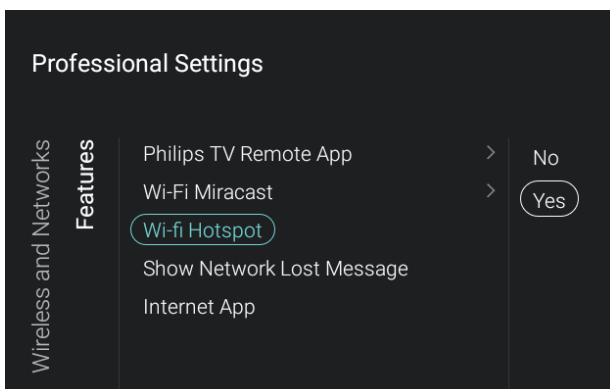 Professional Settings
Wireless and Networks
Features
Philips TV Remote App
Wi-Fi Miracast
Wi-fi Hotspot
Show Network Lost Message
Internet App
No
Yes